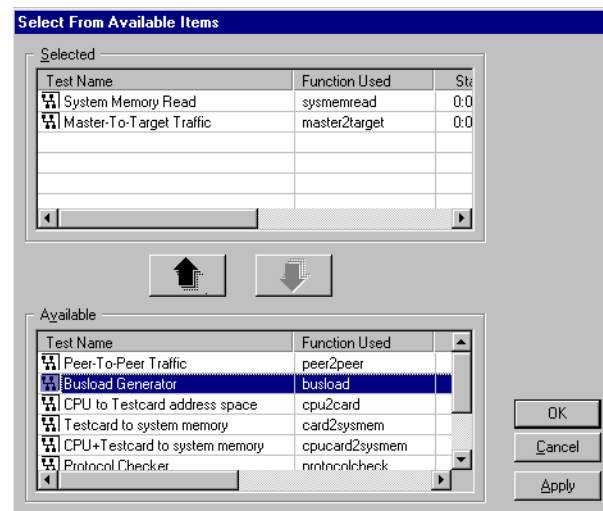 Select From Available Items
Selected
Test Name Function Used Sta
System Memory Read sysmemread 0:0
Master-To-Target Traffic master2target 0:0
Available
Test Name Function Used
Peer-To-Peer Traffic peer2peer
Busload Generator busload
CPU to Testcard address space cpu2card
Testcard to system memory card2sysmem
CPU+Testcard to system memory cpucard2sysmem
Protocol Checker protocolcheck
OK
Cancel
Apply